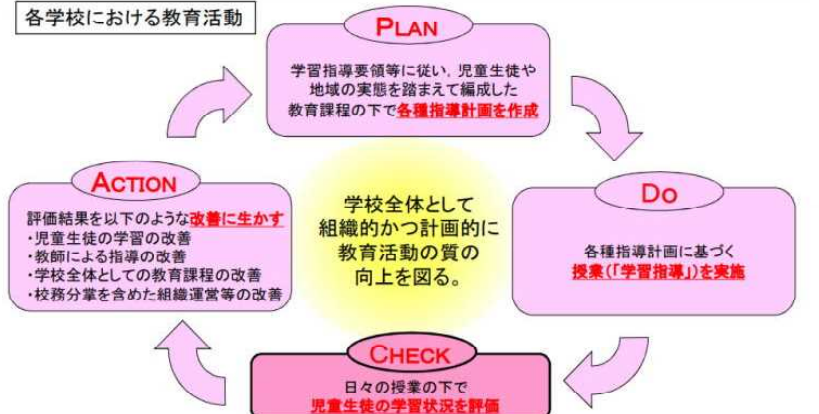 各学校における教育活動
PLAN
学習指導要領等に従い，児童生徒や
地域の実態を踏まえて編成した
教育課程の下で各種指導計画を作成
ACTION
評価結果を以下のような改善に生かす
・児童生徒の学習の改善
・教師による指導の改善
・学校全体としての教育課程の改善
・校務分掌を含めた組織運営等の改善
学校全体として
組織的かつ計画的に
教育活動の質の
向上を図る。
DO
各種指導計画に基づく
授業(「学習指導」)を実施
CHECK
日々の授業の下で
児童生徒の学習状況を評価